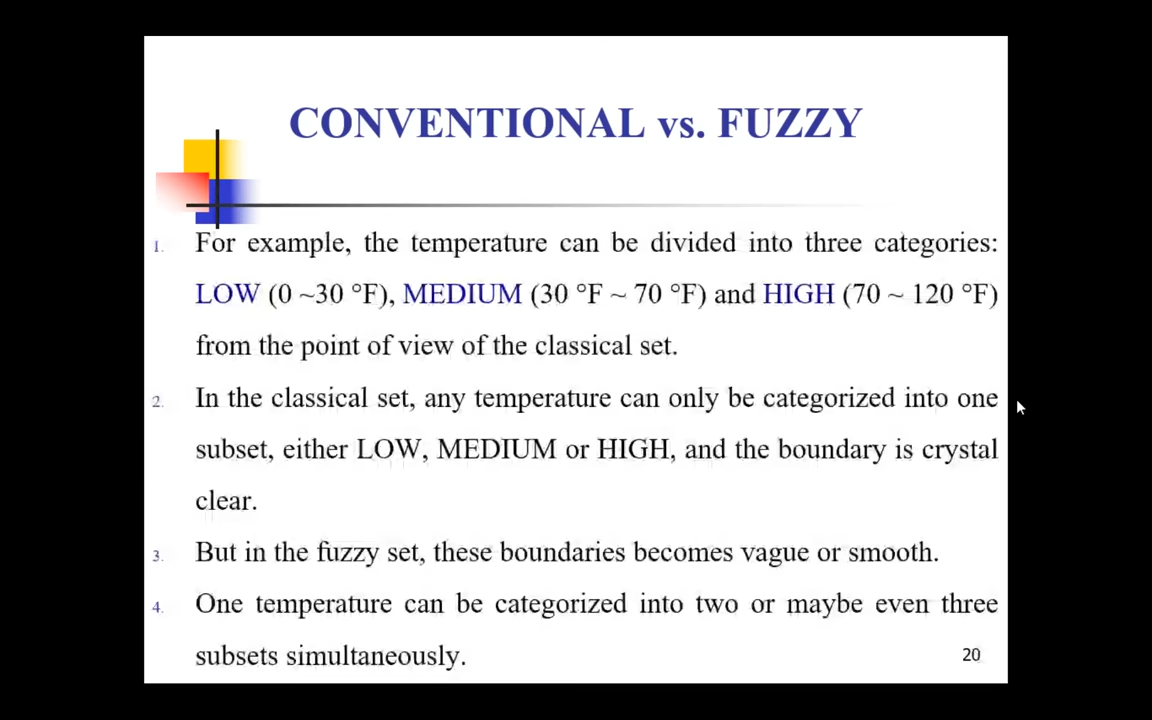 CONVENTIONAL vs. FUZZY
1. For example, the temperature can be divided into three categories:
LOW (0 ~30 °F), MEDIUM (30 °F ~ 70 °F) and HIGH (70 ~ 120 °F)
from the point of view of the classical set.
2. In the classical set, any temperature can only be categorized into one
subset, either LOW, MEDIUM or HIGH, and the boundary is crystal
clear.
3. But in the fuzzy set, these boundaries becomes vague or smooth.
4. One temperature can be categorized into two or maybe even three
subsets simultaneously.
20